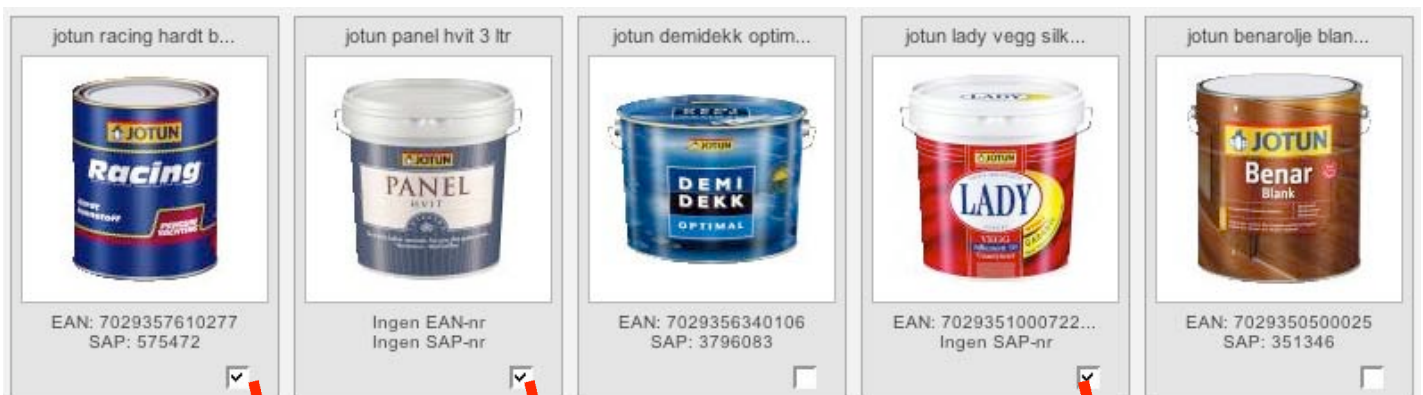 jotun racing hardt b...
JOTUN
Racing
EAN: 7029357610277
SAP: 575472
jotun panel hvit 3 ltr
JOTUN
PANEL
HVIT
Ingen EAN-nr
Ingen SAP-nr
jotun demidekk optim...
JOTUN
DEMI
DEKK
OPTIMAL
EAN: 7029356340106
SAP: 3796083
jotun lady vegg silk...
LADY
JOTUN
LADY
VEGG
EAN: 7029351000722...
Ingen SAP-nr
jotun benarolje blan...
JOTUN
Benar
Blank
EAN: 7029350500025
SAP: 351346